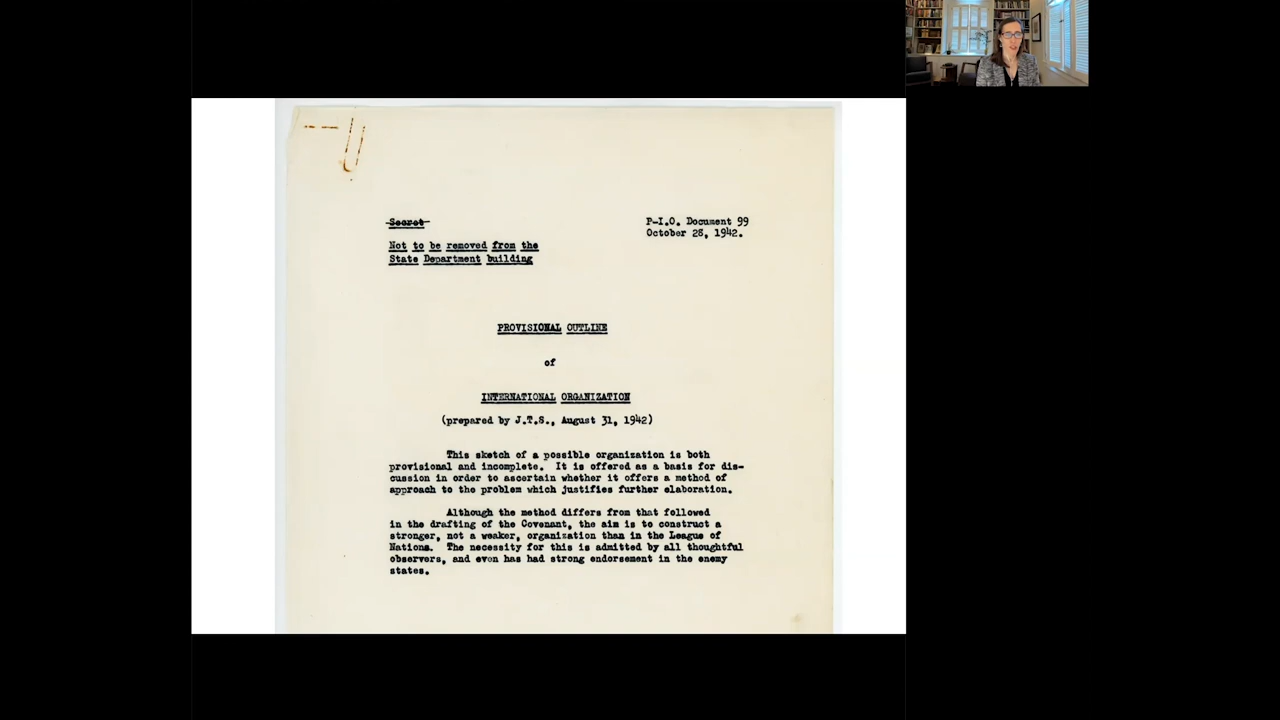 Secret
P-I.O. Document 99
October 28, 1942.
Not to be removed from the
State Department building
PROVISIONAL OUTLINE
of
INTERNATIONAL ORGANIZATION
(prepared by J.T.S., August 31, 1942)
This sketch of a possible organization is both
provisional and incomplete. It is offered as a basis for dis-
cussion in order to ascertain whether it offers a method of
approach to the problem which justifies further elaboration.
Although the method differs from that followed
in the drafting of the Covenant, the aim is to construct a
stronger, not a weaker, organization than in the League of
Nations. The necessity for this is admitted by all thoughtful
observers, and even has had strong endorsement in the enemy
states.